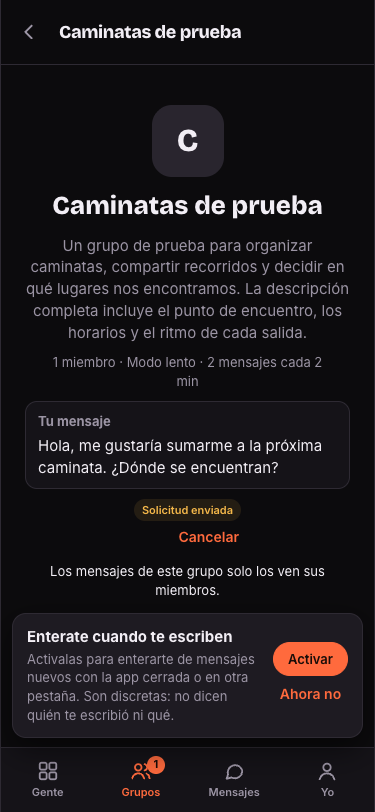 Caminatas de prueba
C
Caminatas de prueba
Un grupo de prueba para organizar
caminatas, compartir recorridos y decidir en
qué lugares nos encontramos. La descripción
completa incluye el punto de encuentro, los
horarios y el ritmo de cada salida.
1 miembro · Modo lento · 2 mensajes cada 2
min
Tu mensaje
Hola, me gustaría sumarme a la próxima
caminata. ¿Dónde se encuentran?
Solicitud enviada
Cancelar
Los mensajes de este grupo solo los ven sus
miembros.
Enterate cuando te escriben
Activalas para enterarte de mensajes
nuevos con la app cerrada o en otra
pestaña. Son discretas: no dicen
quién te escribió ni qué.
Activar
Ahora no
Gente
1
Grupos
Mensajes
Yo